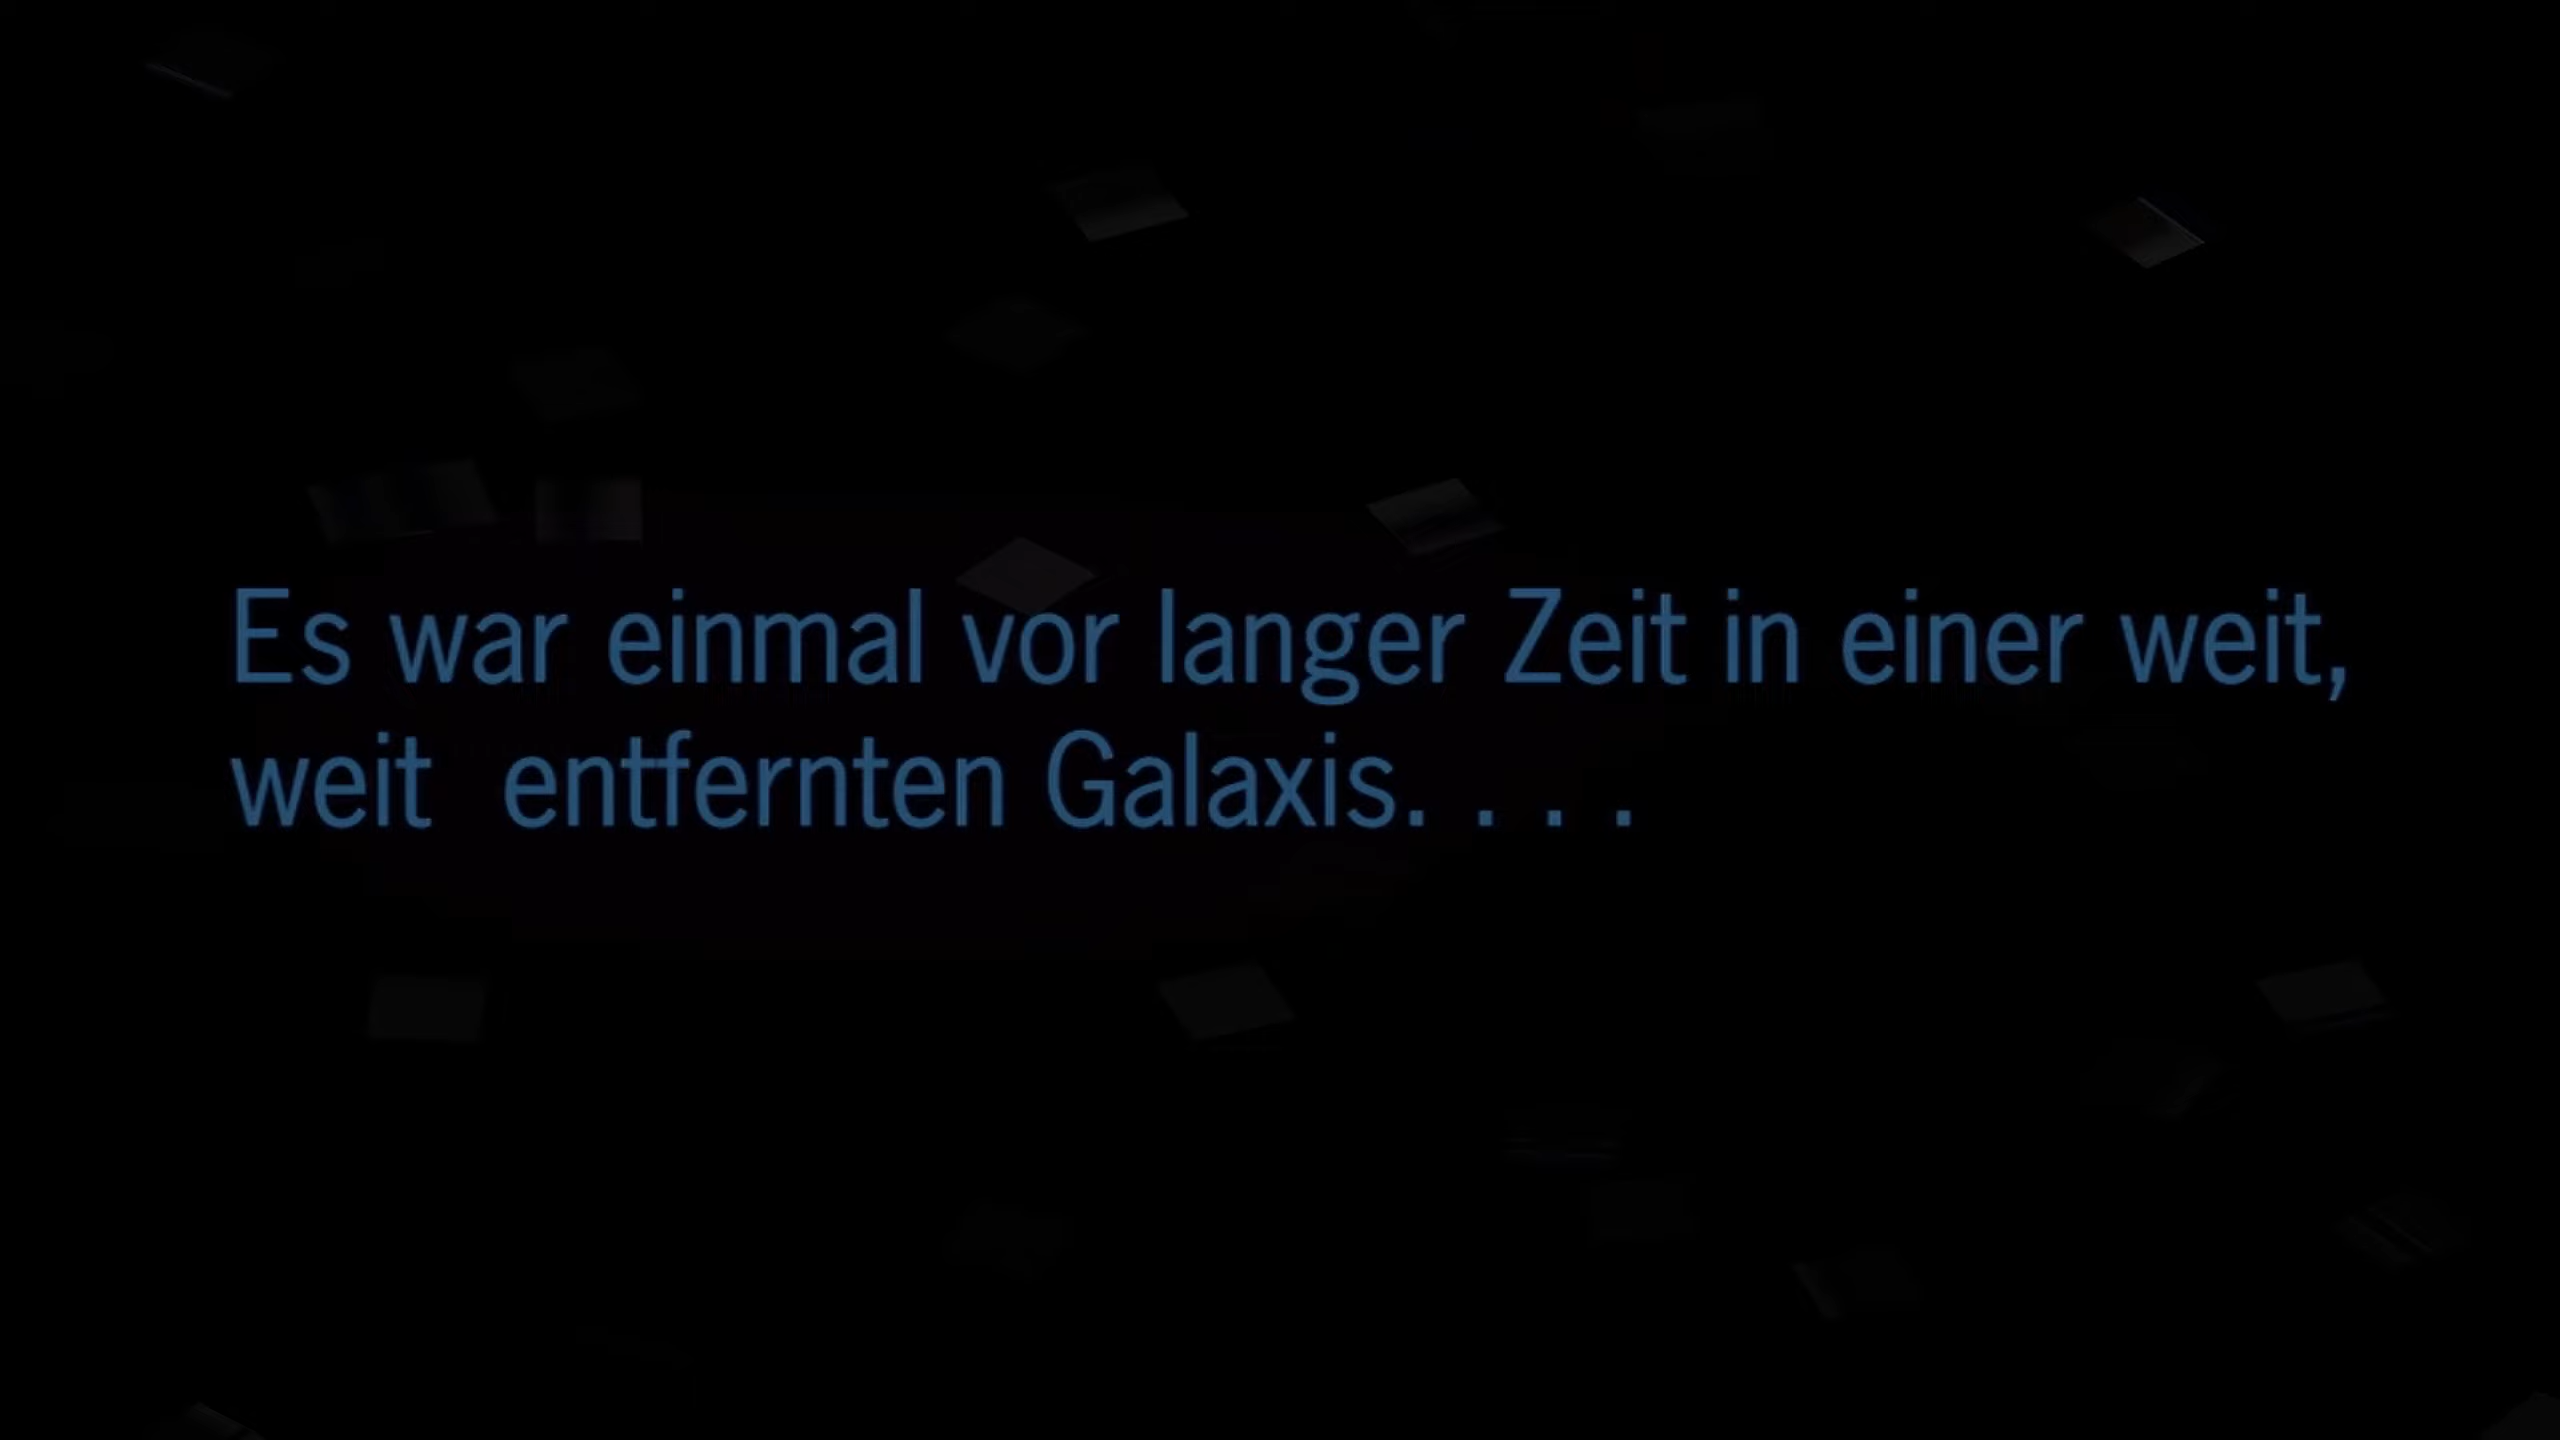 Es war einmal vor langer Zeit in einer weit,
weit  entfernten Galaxis. . . .